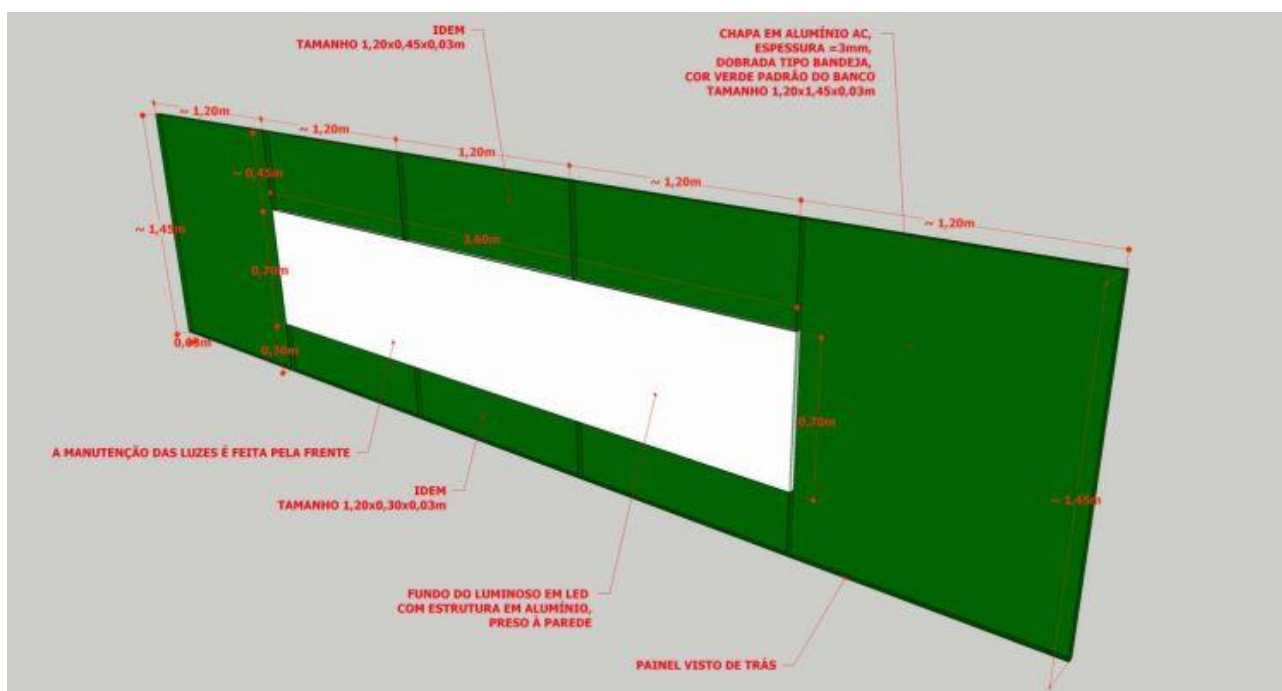 IDEM
TAMANHO 1,20x0,45x0,03m
CHAPA EM ALUMÍNIO AC,
ESPESSURA =3mm,
DOBRADA TIPO BANDEJA,
COR VERDE PADRÃO DO BANCO
TAMANHO 1,20x1,45x0,03m
~ 1,20m
~ 1,20m
1,20m
~ 1,20m
~ 1,20m
~ 0,45m
~ 1,45m
3,60m
0,70m
0,03m
0,30m
0,70m
~ 1,45m
A MANUTENÇÃO DAS LUZES É FEITA PELA FRENTE
IDEM
TAMANHO 1,20x0,30x0,03m
FUNDO DO LUMINOSO EM LED
COM ESTRUTURA EM ALUMÍNIO,
PRESO À PAREDE
PAINEL VISTO DE TRÁS